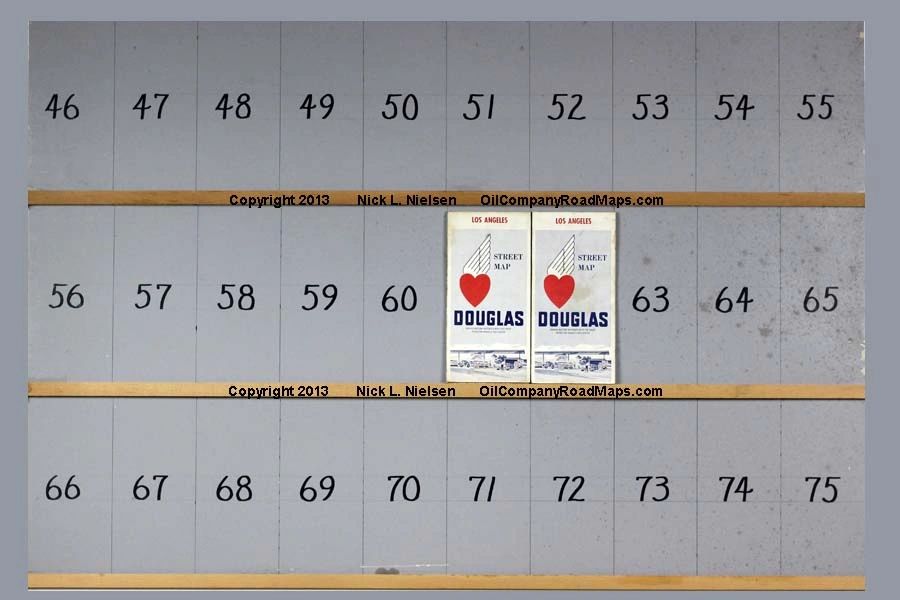 46 47 48 49 50 51 52 53 54 55
Copyright 2013 Nick L. Nielsen OilCompanyRoadMaps.com
LOS ANGELES LOS ANGELES
STREET STREET
MAP MAP
56 57 58 59 60 63 64 65
DOUGLAS DOUGLAS
Copyright 2013 Nick L. Nielsen OilCompanyRoadMaps.com
66 67 68 69 70 71 72 73 74 75